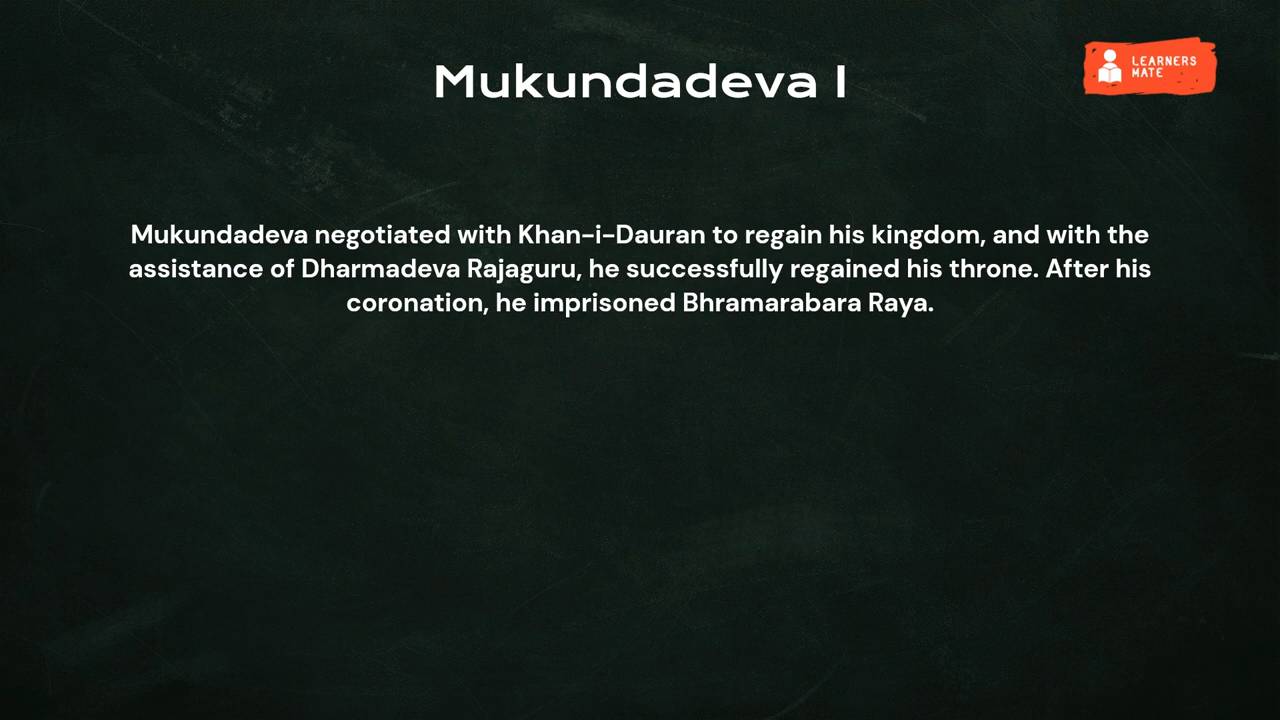 Mukundadeva I
LEARNERS
MATE
Mukundadeva negotiated with Khan-i-Dauran to regain his kingdom, and with the
assistance of Dharmadeva Rajaguru, he successfully regained his throne. After his
coronation, he imprisoned Bhramarabara Raya.